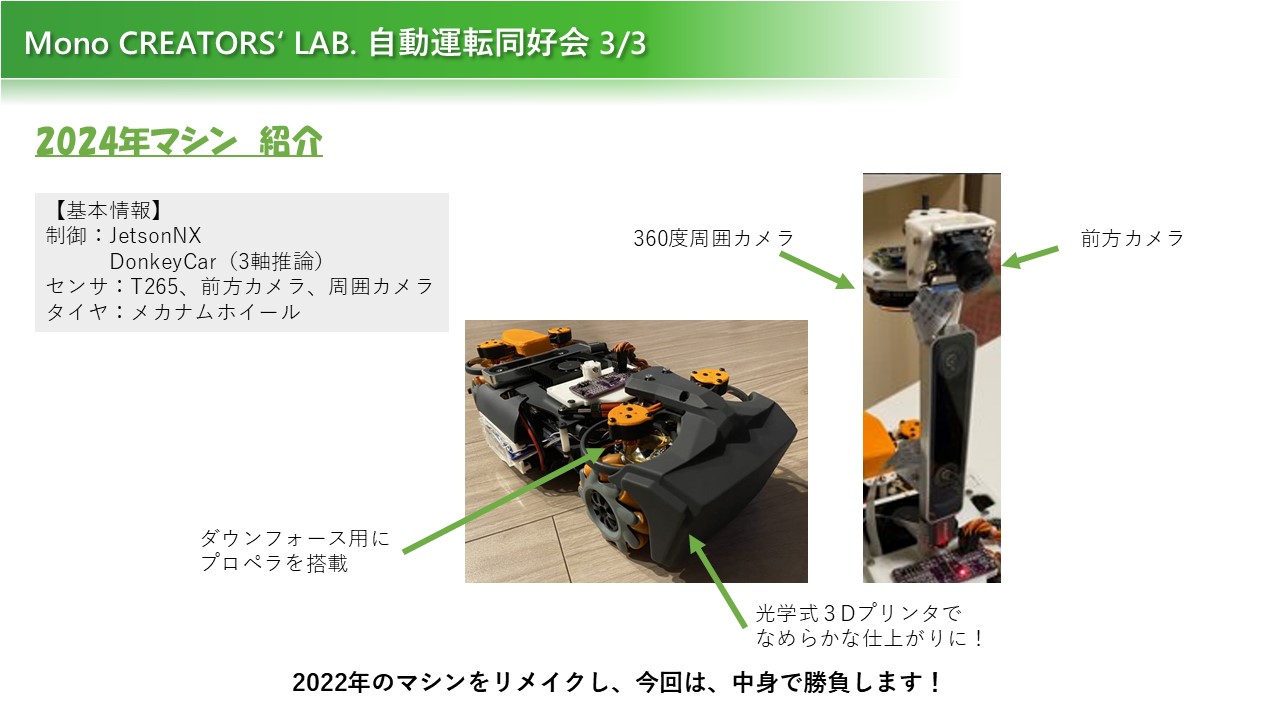 Mono CREATORS‘ LAB. 自動運転同好会 3/3
2024年マシン　紹介
【基本情報】
制御：JetsonNX
DonkeyCar（3軸推論）
センサ：T265、前方カメラ、周囲カメラ
タイヤ：メカナムホイール
360度周囲カメラ
前方カメラ
ダウンフォース用に
プロペラを搭載
光学式３Dプリンタで
なめらかな仕上がりに！
2022年のマシンをリメイクし、今回は、中身で勝負します！